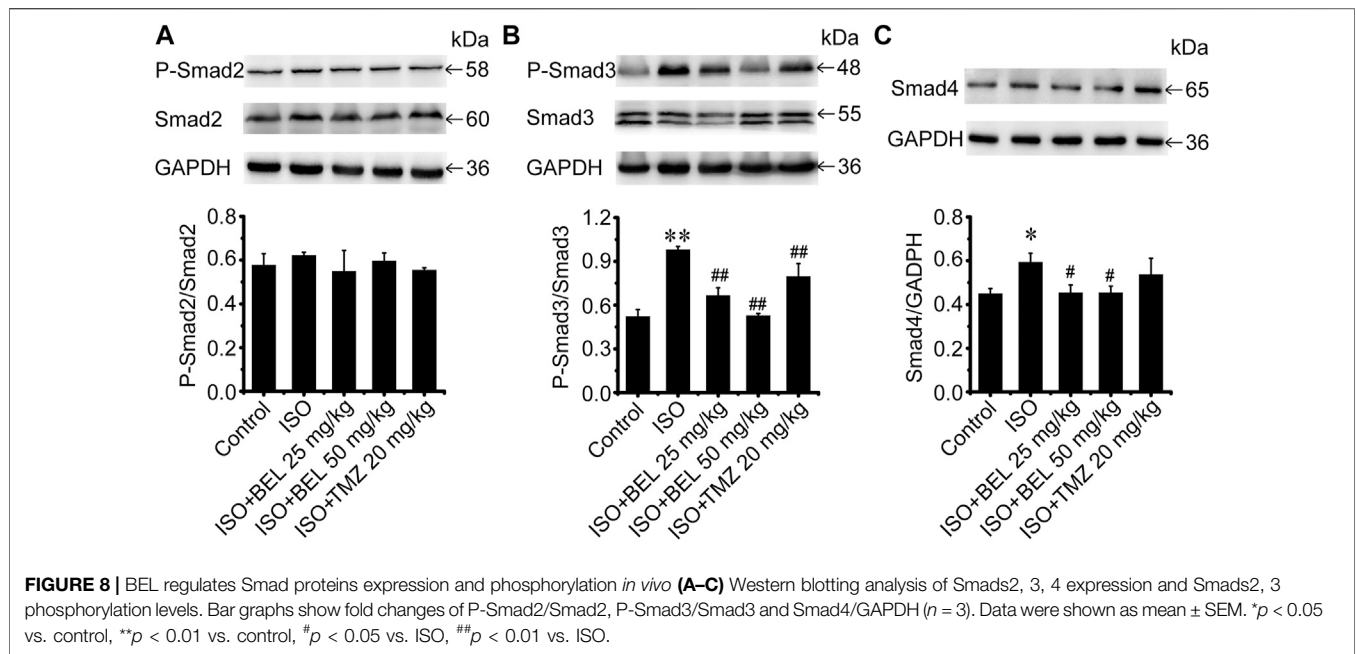 A
kDa
P-Smad2
←58
Smad2
←60
GAPDH
←36
P-Smad2/Smad2
0.8
0.6
0.4
0.2
0.0
Control
ISO
ISO+BEL 25 mg/kg
ISO+BEL 50 mg/kg
ISO+TMZ 20 mg/kg
B
kDa
P-Smad3
←48
Smad3
←55
GAPDH
←36
P-Smad3/Smad3
1.2
0.9
0.6
0.3
0.0
**
##
##
##
Control
ISO
ISO+BEL 25 mg/kg
ISO+BEL 50 mg/kg
ISO+TMZ 20 mg/kg
C
kDa
Smad4
←65
GAPDH
←36
Smad4/GADPH
0.8
0.6
0.4
0.2
0.0
*
#
#
Control
ISO
ISO+BEL 25 mg/kg
ISO+BEL 50 mg/kg
ISO+TMZ 20 mg/kg
FIGURE 8 | BEL regulates Smad proteins expression and phosphorylation in vivo (A–C) Western blotting analysis of Smads2, 3, 4 expression and Smads2, 3
phosphorylation levels. Bar graphs show fold changes of P-Smad2/Smad2, P-Smad3/Smad3 and Smad4/GAPDH (n = 3). Data were shown as mean ± SEM. *p < 0.05
vs. control, **p < 0.01 vs. control, #p < 0.05 vs. ISO, ##p < 0.01 vs. ISO.